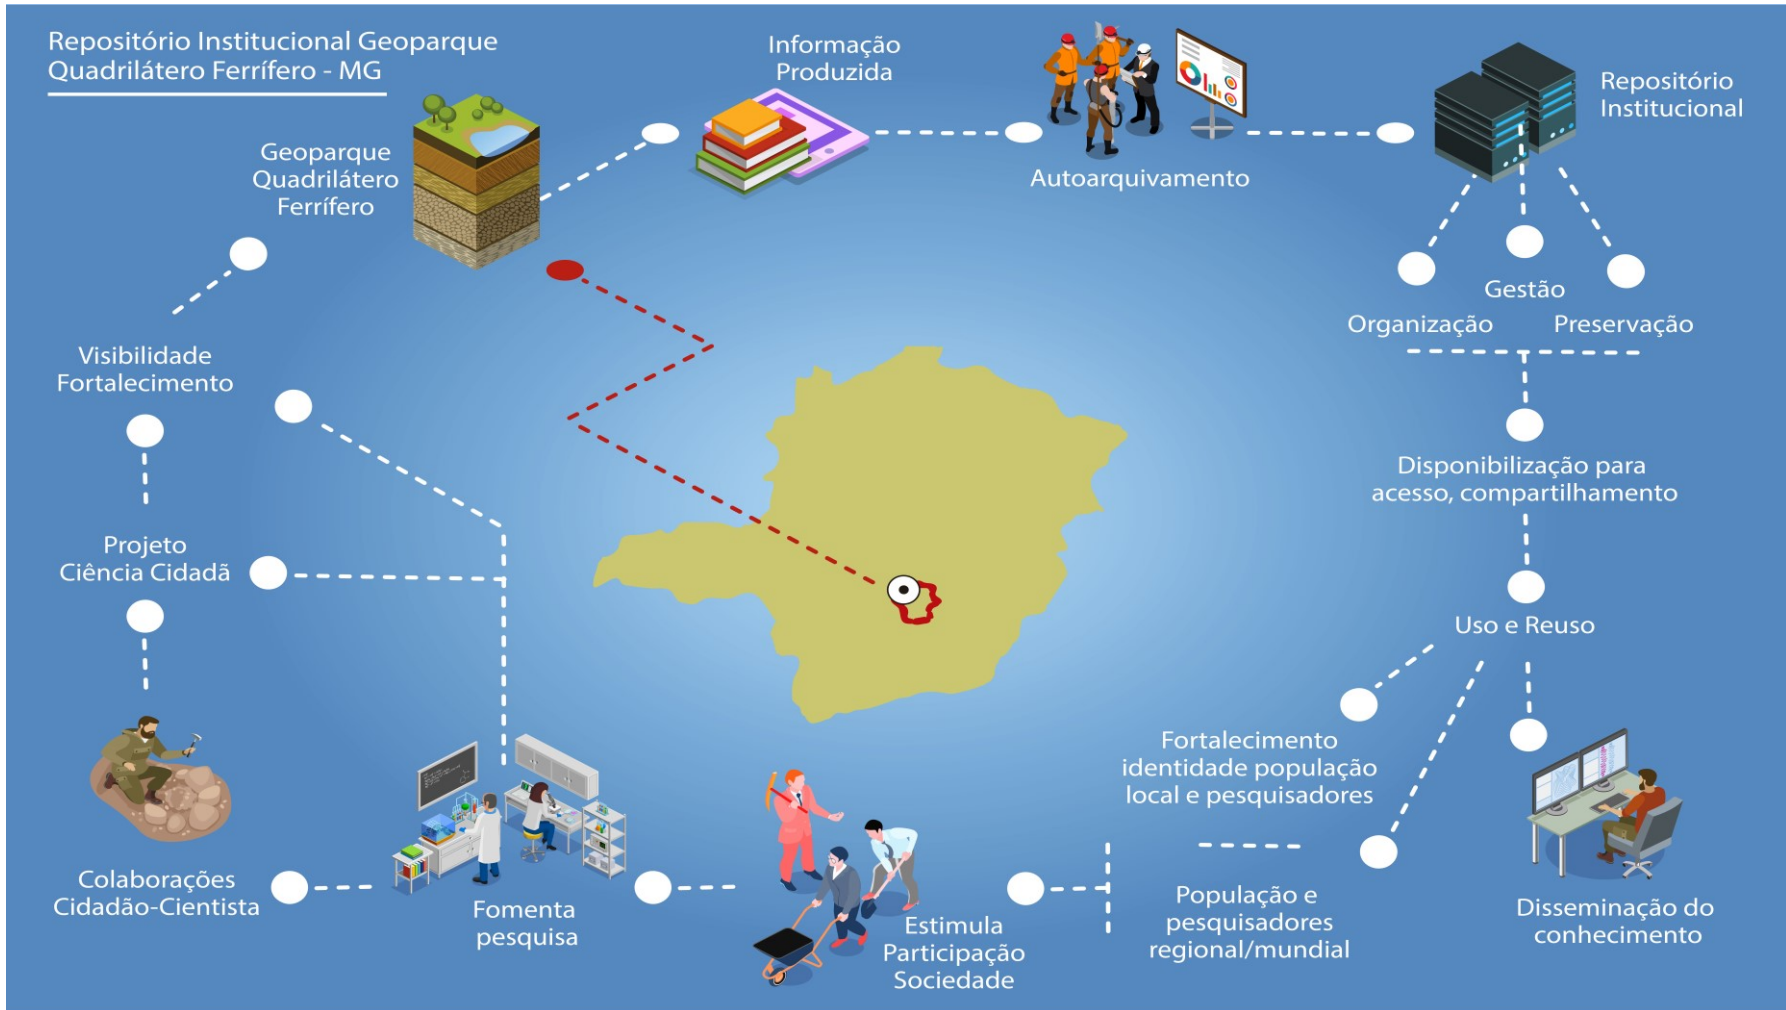 Repositório Institucional Geoparque
Quadrilátero Ferrífero - MG
Geoparque
Quadrilátero
Ferrífero
Informação
Produzida
Autoarquivamento
Repositório
Institucional
Gestão
Organização
Preservação
Disponibilização para
acesso, compartilhamento
Uso e Reuso
Fortalecimento
identidade população
local e pesquisadores
População e
pesquisadores
regional/mundial
Disseminação do
conhecimento
Estimula
Participação
Sociedade
Fomenta
pesquisa
Colaborações
Cidadão-Cientista
Projeto
Ciência Cidadã
Visibilidade
Fortalecimento